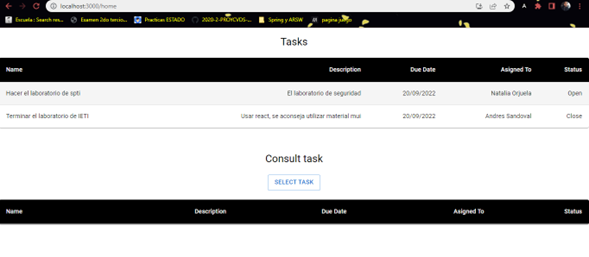 localhost:3000/home
Escuela : Search res... Examen 2do tercio... Practicas ESTADO 2020-2-PROYCVDS-... Spring y ARSW pagina juego
Tasks
Name Description Due Date Asigned To Status
Hacer el laboratorio de spti El laboratorio de seguridad 20/09/2022 Natalia Orjuela Open
Terminar el laboratorio de IETI Usar react, se aconseja utilizar material mui 20/09/2022 Andres Sandoval Close
Consult task
SELECT TASK
Name Description Due Date Asigned To Status